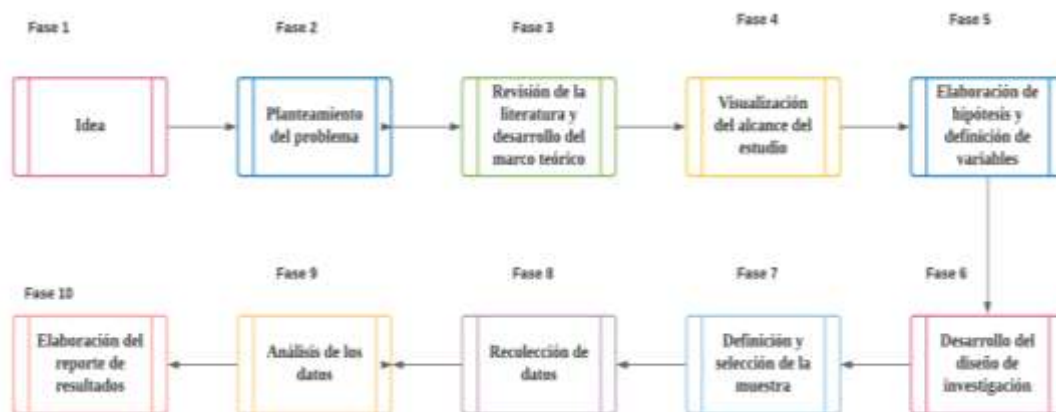 Fase 1
Fase 2
Fase 3
Fase 4
Fase 5
Idea
Planteamiento
del problema
Revisión de la
literatura y
desarrollo del
marco teórico
Visualización
del alcance del
estudio
Elaboración de
hipótesis y
definición de
variables
Fase 10
Fase 9
Fase 8
Fase 7
Fase 6
Elaboración del
reporte de
resultados
Análisis de los
datos
Recolección de
datos
Definición y
selección de la
muestra
Desarrollo del
diseño de
investigación